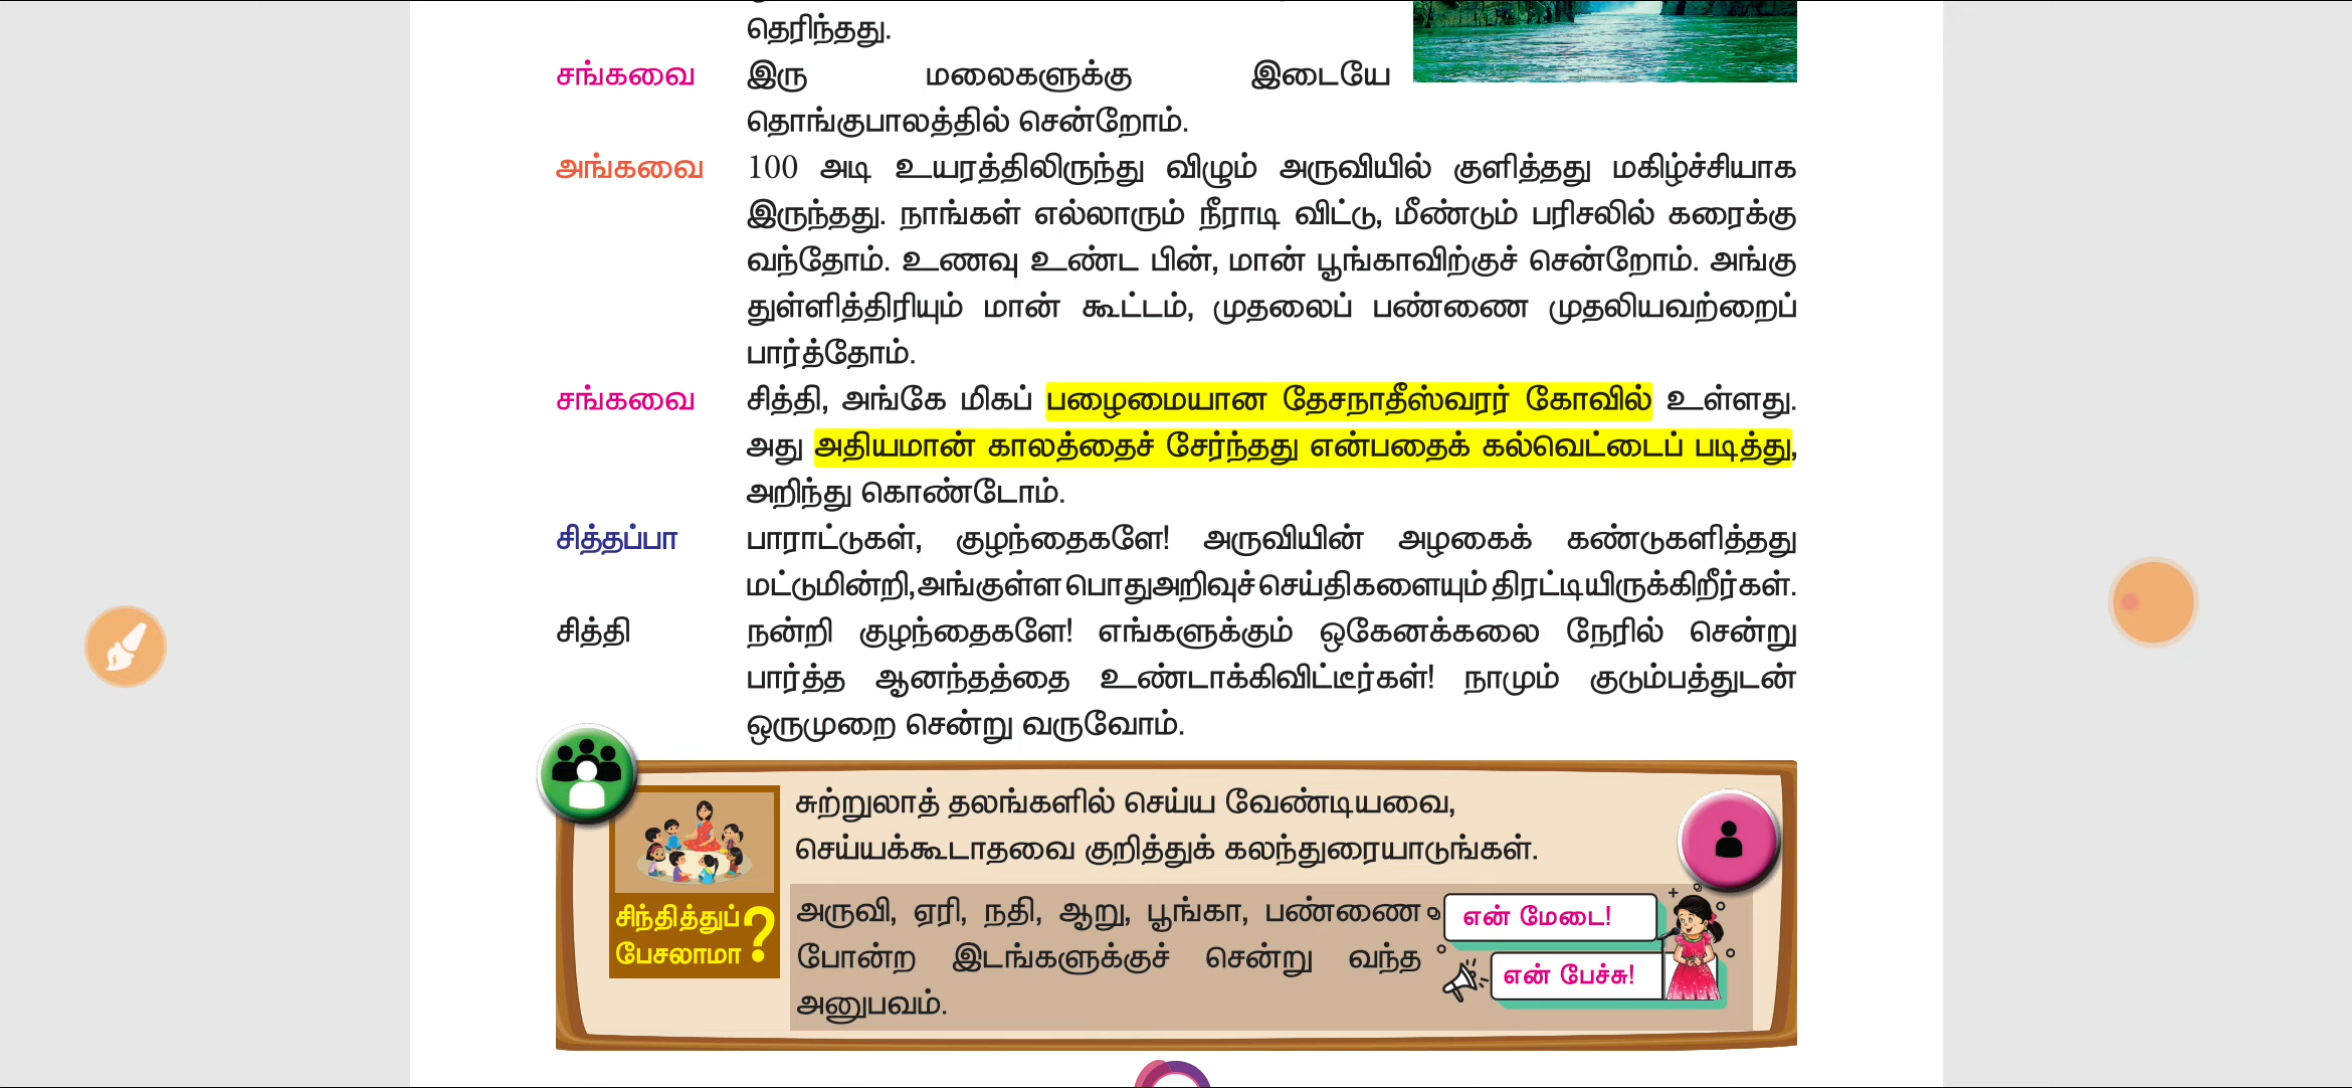 தெரிந்தது.
சங்கவை இரு மலைகளுக்கு இடையே
தொங்குபாலத்தில் சென்றோம்.
அங்கவை 100 அடி உயரத்திலிருந்து விழும் அருவியில் குளித்தது மகிழ்ச்சியாக
இருந்தது. நாங்கள் எல்லாரும் நீராடி விட்டு, மீண்டும் பரிசலில் கரைக்கு
வந்தோம். உணவு உண்ட பின், மான் பூங்காவிற்குச் சென்றோம். அங்கு
துள்ளித்திரியும் மான் கூட்டம், முதலைப் பண்ணை முதலியவற்றைப்
பார்த்தோம்.
சங்கவை சித்தி, அங்கே மிகப் பழைமையான தேசநாதீஸ்வரர் கோவில் உள்ளது.
அது அதியமான் காலத்தைச் சேர்ந்தது என்பதைக் கல்வெட்டைப் படித்து,
அறிந்து கொண்டோம்.
சித்தப்பா பாராட்டுகள், குழந்தைகளே! அருவியின் அழகைக் கண்டுகளித்தது
மட்டுமின்றி,அங்குள்ள பொதுஅறிவுச் செய்திகளையும் திரட்டியிருக்கிறீர்கள்.
சித்தி நன்றி குழந்தைகளே! எங்களுக்கும் ஒகேனக்கலை நேரில் சென்று
பார்த்த ஆனந்தத்தை உண்டாக்கிவிட்டீர்கள்! நாமும் குடும்பத்துடன்
ஒருமுறை சென்று வருவோம்.
சுற்றுலாத் தலங்களில் செய்ய வேண்டியவை,
செய்யக்கூடாதவை குறித்துக் கலந்துரையாடுங்கள்.
சிந்தித்துப்
பேசலாமா ?
அருவி, ஏரி, நதி, ஆறு, பூங்கா, பண்ணை
போன்ற இடங்களுக்குச் சென்று வந்த
அனுபவம்.
என் மேடை!
என் பேச்சு!